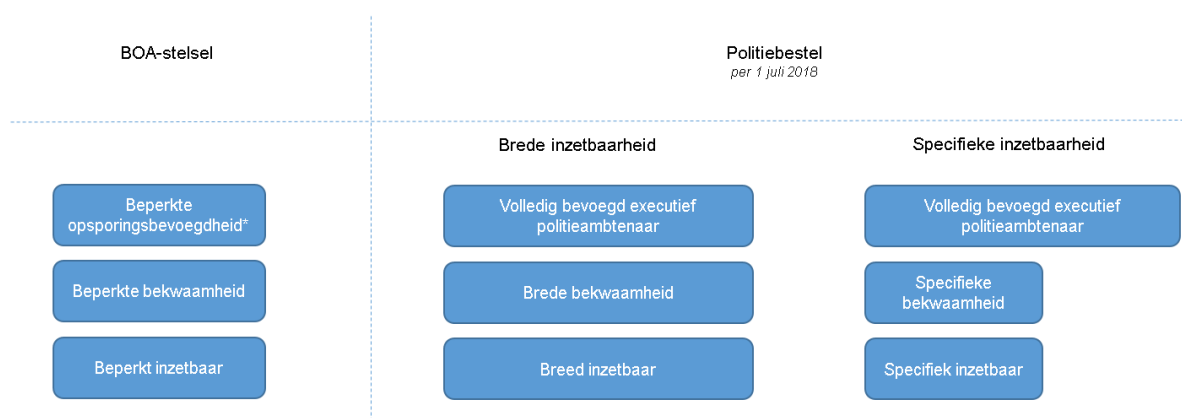 BOA-stelsel
Politiebestel
per 1 juli 2018
Brede inzetbaarheid
Specifieke inzetbaarheid
Beperkte
opsporingsbevoegdheid*
Volledig bevoegd executief
politieambtenaar
Volledig bevoegd executief
politieambtenaar
Beperkte bekwaamheid
Brede bekwaamheid
Specifieke
bekwaamheid
Beperkt inzetbaar
Breed inzetbaar
Specifiek inzetbaar